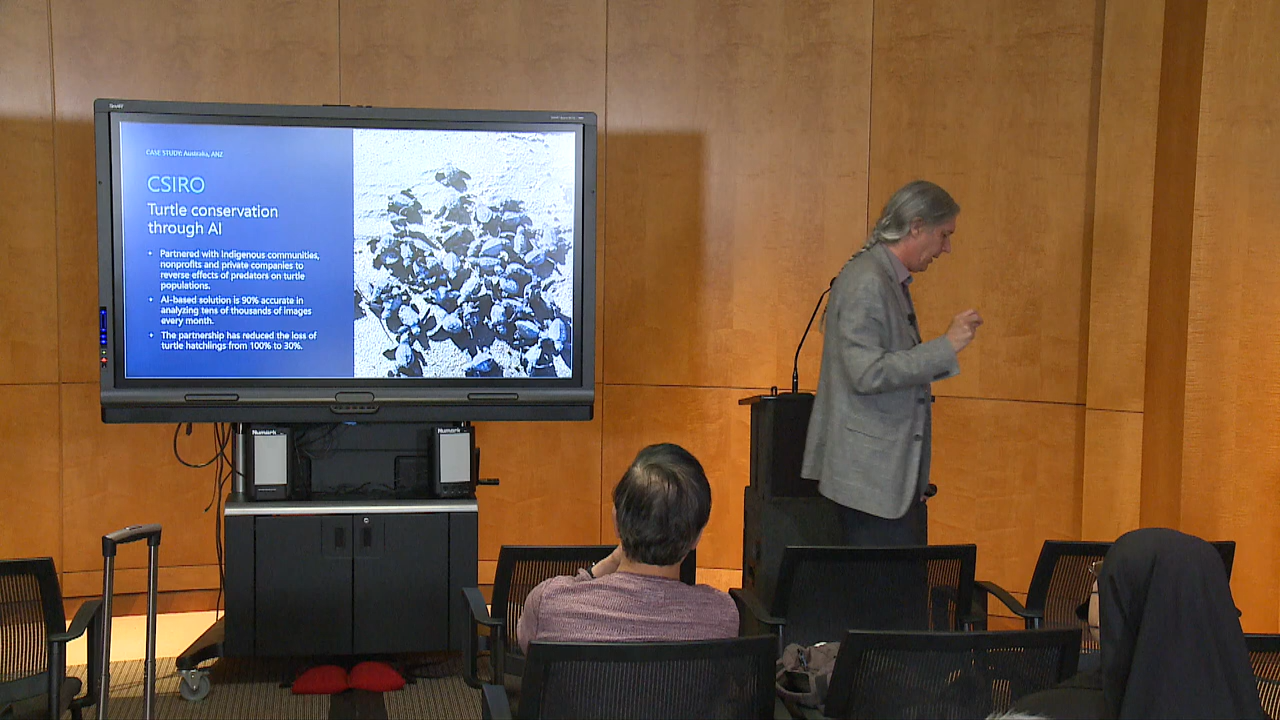 SMART
CASE STUDY: Australia, ANZ
CSIRO
Turtle conservation
through AI
• Partnered with Indigenous communities,
nonprofits and private companies to
reverse effects of predators on turtle
populations.
• AI-based solution is 90% accurate in
analyzing tens of thousands of images
every month.
• The partnership has reduced the loss of
turtle hatchlings from 100% to 30%.
Numark
Numark